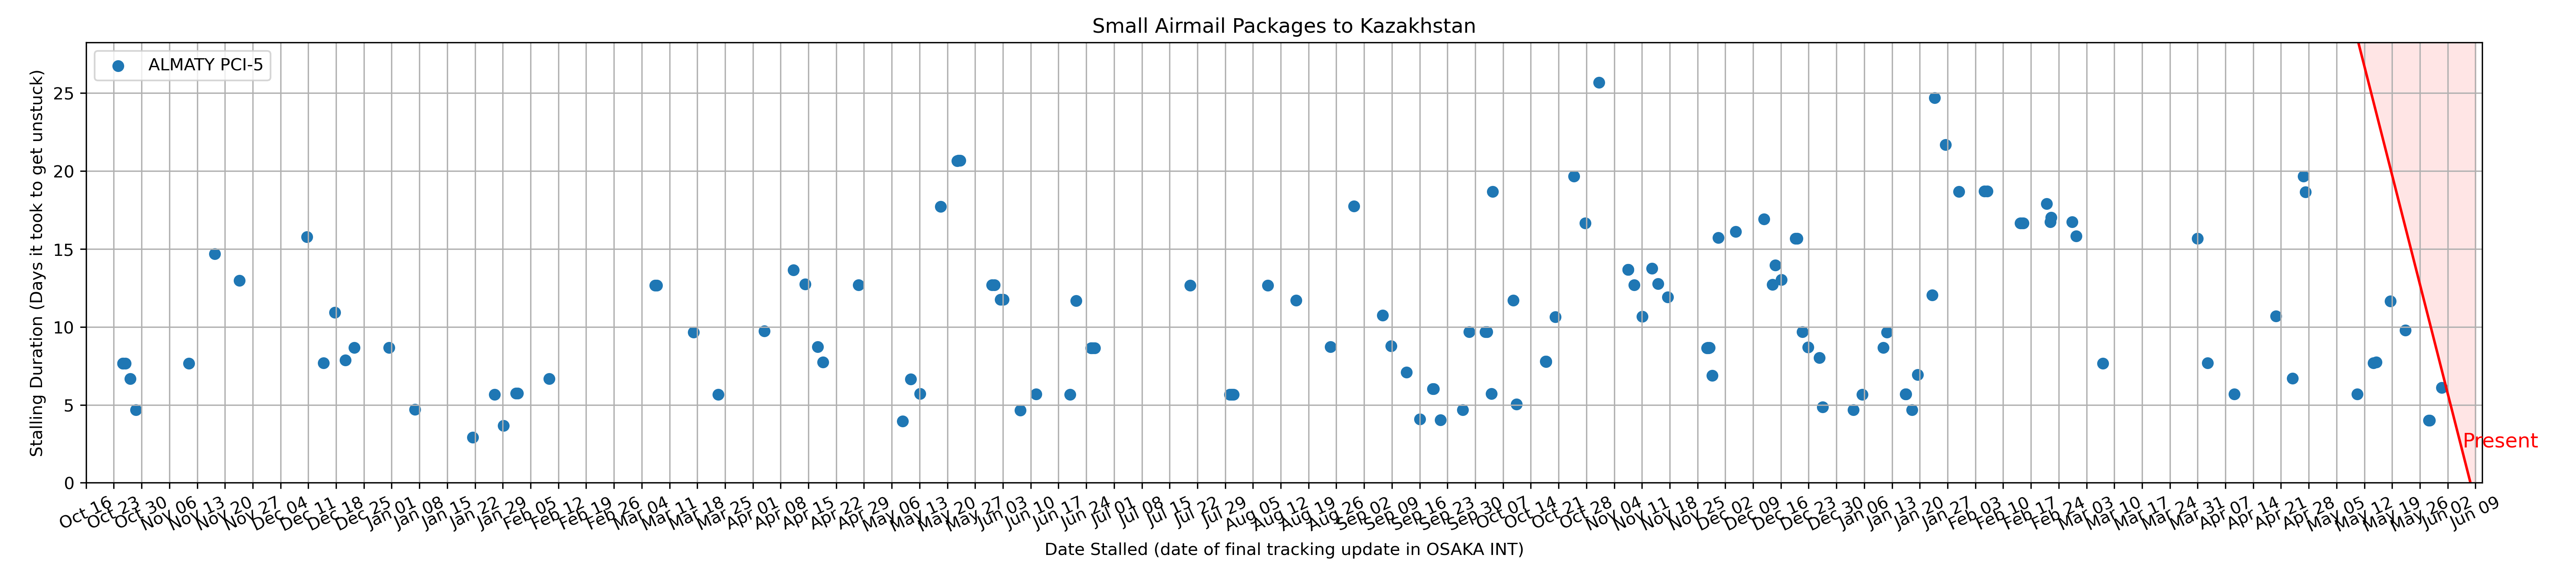 Small Airmail Packages to Kazakhstan
ALMATY PCI-5
Stalling Duration (Days it took to get unstuck)
25
20
15
10
5
0
Present
Oct 16
Oct 23
Oct 30
Nov 06
Nov 13
Nov 20
Nov 27
Dec 04
Dec 11
Dec 18
Dec 25
Jan 01
Jan 08
Jan 15
Jan 22
Jan 29
Feb 05
Feb 12
Feb 19
Feb 26
Mar 04
Mar 11
Mar 18
Mar 25
Apr 01
Apr 08
Apr 15
Apr 22
Apr 29
May 06
May 13
May 20
May 27
Jun 03
Jun 10
Jun 17
Jun 24
Jul 01
Jul 08
Jul 15
Jul 22
Jul 29
Aug 05
Aug 12
Aug 19
Aug 26
Sep 02
Sep 09
Sep 16
Sep 23
Sep 30
Oct 07
Oct 14
Oct 21
Oct 28
Nov 04
Nov 11
Nov 18
Nov 25
Dec 02
Dec 09
Dec 16
Dec 23
Dec 30
Jan 06
Jan 13
Jan 20
Jan 27
Feb 03
Feb 10
Feb 17
Feb 24
Mar 03
Mar 10
Mar 17
Mar 24
Mar 31
Apr 07
Apr 14
Apr 21
Apr 28
May 05
May 12
May 19
May 26
Jun 02
Jun 09
Date Stalled (date of final tracking update in OSAKA INT)